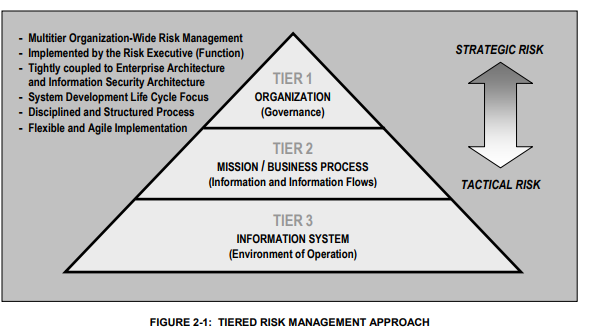 - Multitier Organization-Wide Risk Management
- Implemented by the Risk Executive (Function)
- Tightly coupled to Enterprise Architecture
and Information Security Architecture
- System Development Life Cycle Focus
- Disciplined and Structured Process
- Flexible and Agile Implementation
STRATEGIC RISK
TIER 1
ORGANIZATION
(Governance)
TIER 2
MISSION / BUSINESS PROCESS
(Information and Information Flows)
TACTICAL RISK
TIER 3
INFORMATION SYSTEM
(Environment of Operation)
FIGURE 2-1: TIERED RISK MANAGEMENT APPROACH